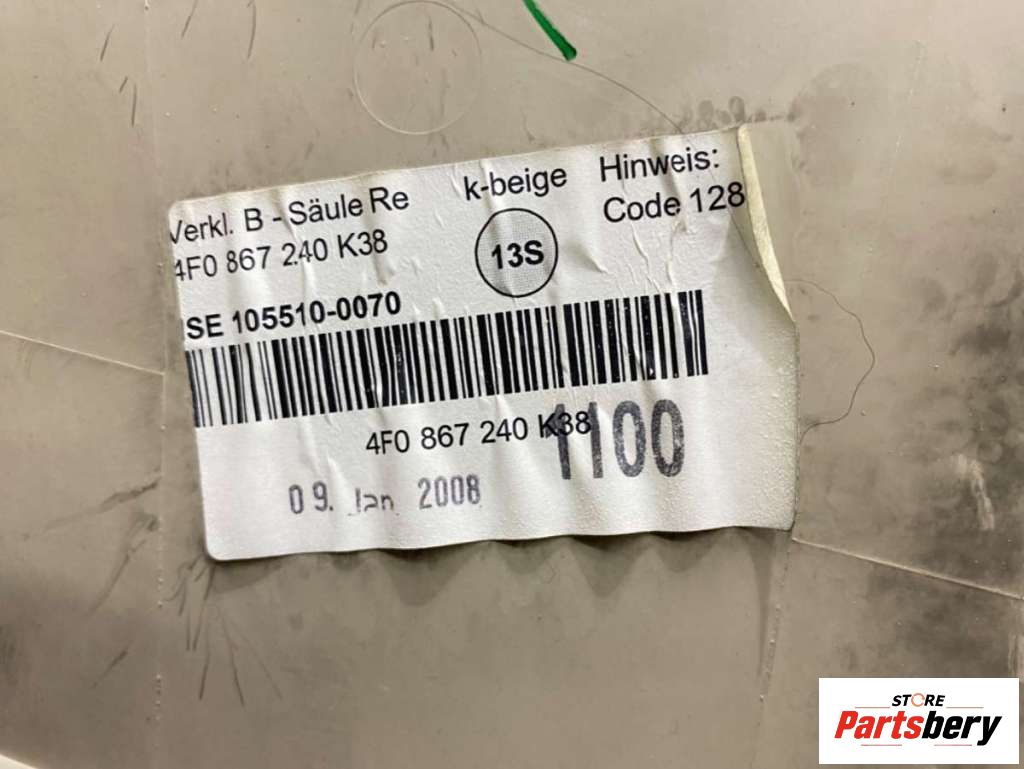 Verkl. B - Säule Re
4F0 867 240 K38
k-beige
13S
Hinweis:
Code 128
SE 105510-0070
4F0 867 240 K38
1100
09. Jan. 2008
STORE
Partsbery